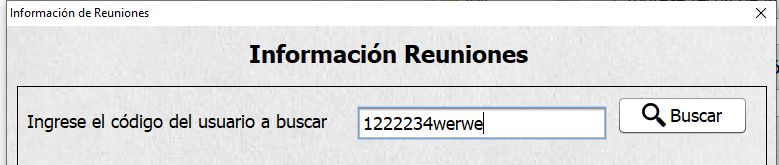 Información de Reuniones
Información Reuniones
Ingrese el código del usuario a buscar
1222234werwe
Buscar